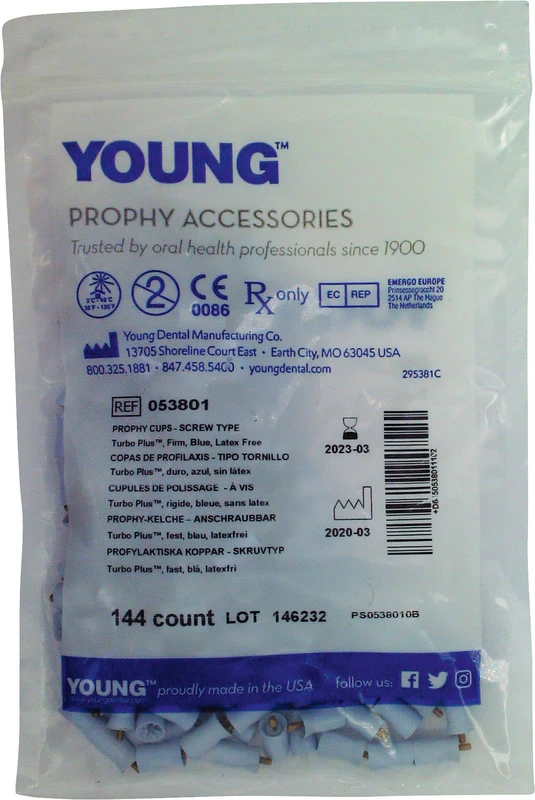 YOUNG™
PROPHY ACCESSORIES
Trusted by oral health professionals since 1900
2 CE 0086 Rx only EC REP
EMERGO EUROPE
Prinsessegracht 20
2514 AP The Hague
The Netherlands
Young Dental Manufacturing Co.
13705 Shoreline Court East • Earth City, MO 63045 USA
800.325.1881 • 847.458.5400 • youngdental.com
295381C
REF 053801
PROPHY CUPS - SCREW TYPE
Turbo Plus™, Firm, Blue, Latex Free
COPAS DE PROFILAXIS - TIPO TORNILLO
Turbo Plus™, duro, azul, sin látex
CUPULES DE POLISSAGE - À VIS
Turbo Plus™, rigide, bleue, sans latex
PROPHY-KELCHE – ANSCHRAUBBAR
Turbo Plus™, fest, blau, latexfrei
PROFYLAKTISKA KOPPAR - SKRUVTYP
Turbo Plus™, fast, blå, latexfri
2023-03
2020-03
144 count LOT 146232
PS0538010B
YOUNG™ proudly made in the USA
follow us: